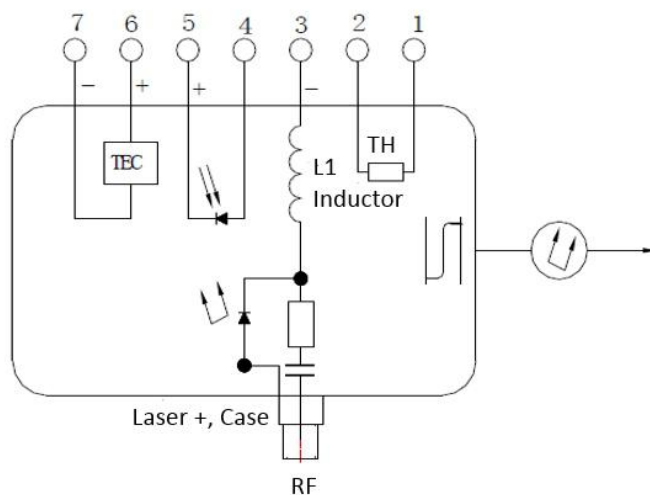 7 6 5 4 3 2 1
− + + −
TEC
TH
L1
Inductor
Laser +, Case
RF